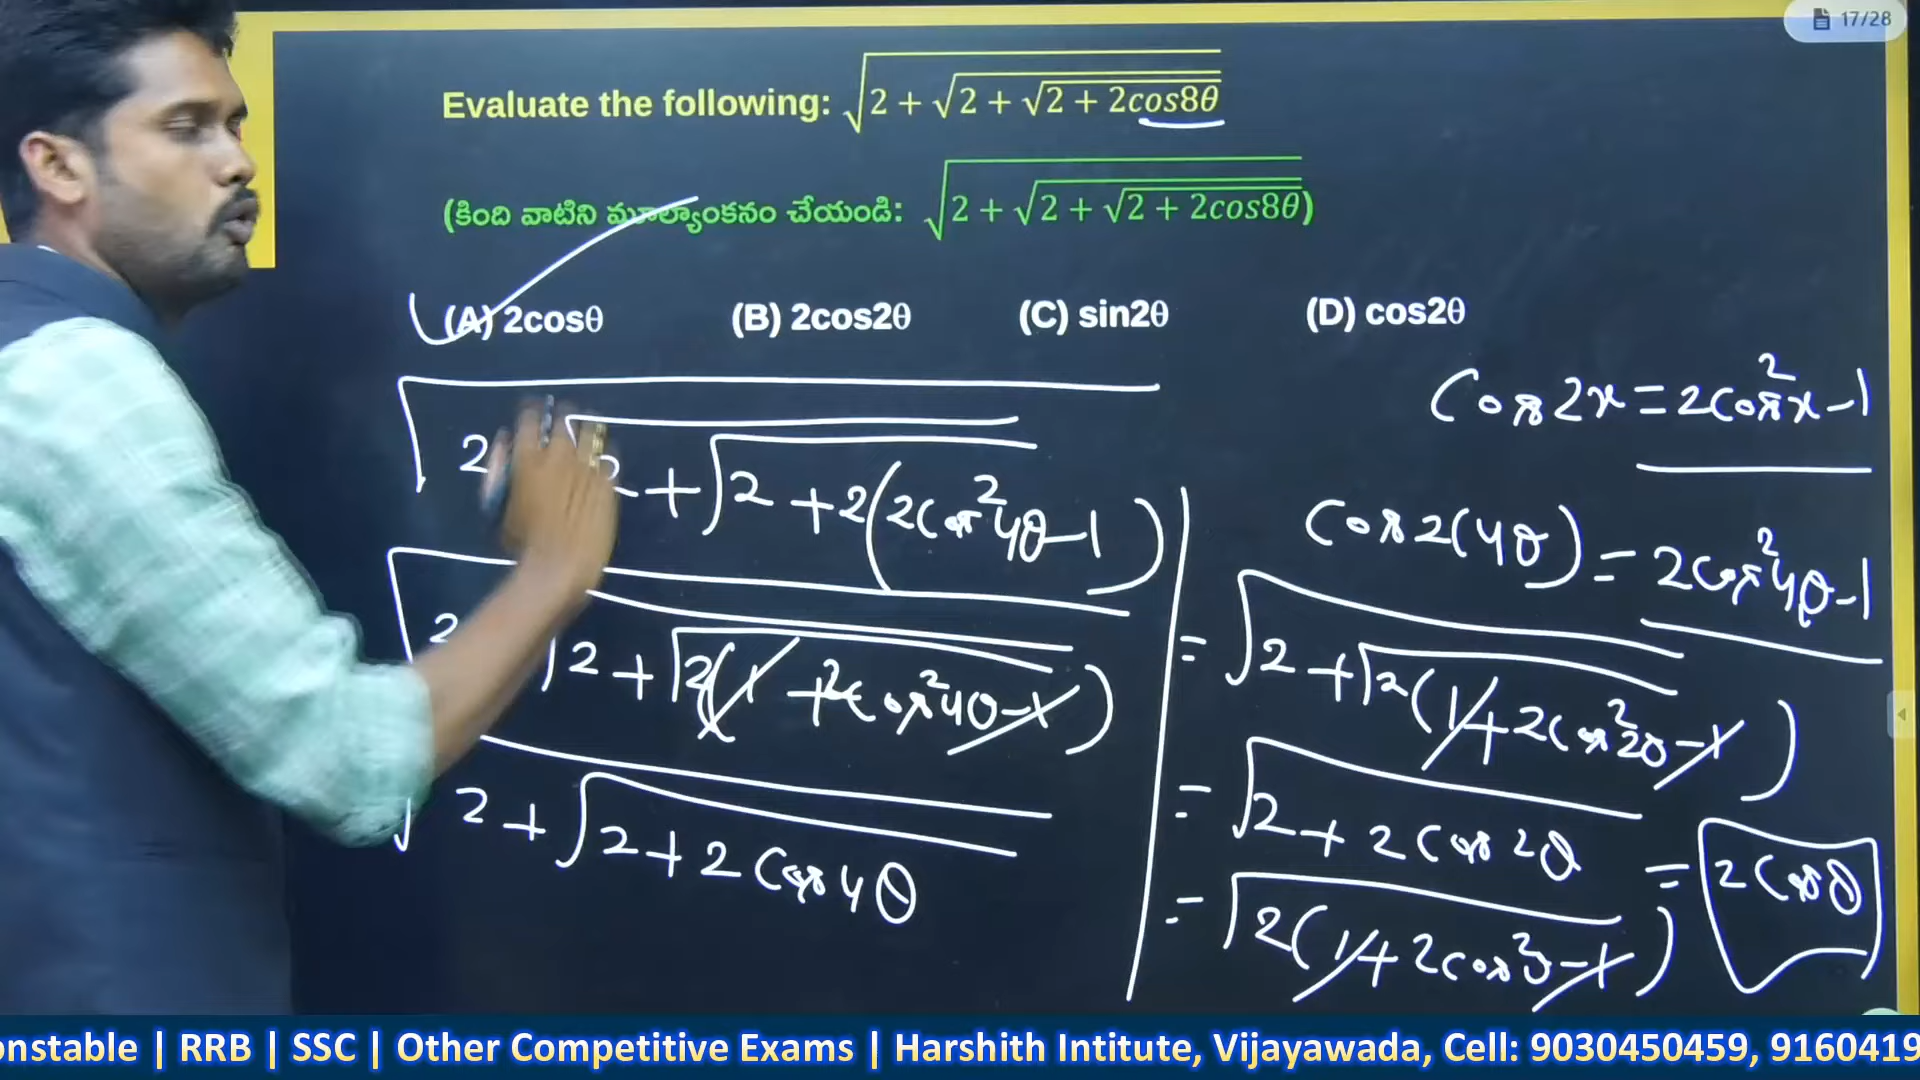 17/28
Evaluate the following: √(2 + √(2 + √(2 + 2cos8θ)))
(కింది వాటిని మూల్యాంకనం చేయండి: √(2 + √(2 + √(2 + 2cos8θ))))
(A) 2cosθ (B) 2cos2θ (C) sin2θ (D) cos2θ
Cos2x = 2cos²x-1
2 2 + √(2 + 2(2cos²4θ-1))
Cos2(4θ) = 2cos²4θ-1
2 √2 + √(2(1 + 2cos²4θ-1))
= √(2 + √(2(1+2cos²2θ-1)))
√(2 + √(2 + 2cos4θ))
= √(2 + 2cos2θ)
= √(2(1+2cos²θ-1)) = 2cosθ
onstable | RRB | SSC | Other Competitive Exams | Harshith Intitute, Vijayawada, Cell: 9030450459, 9160419